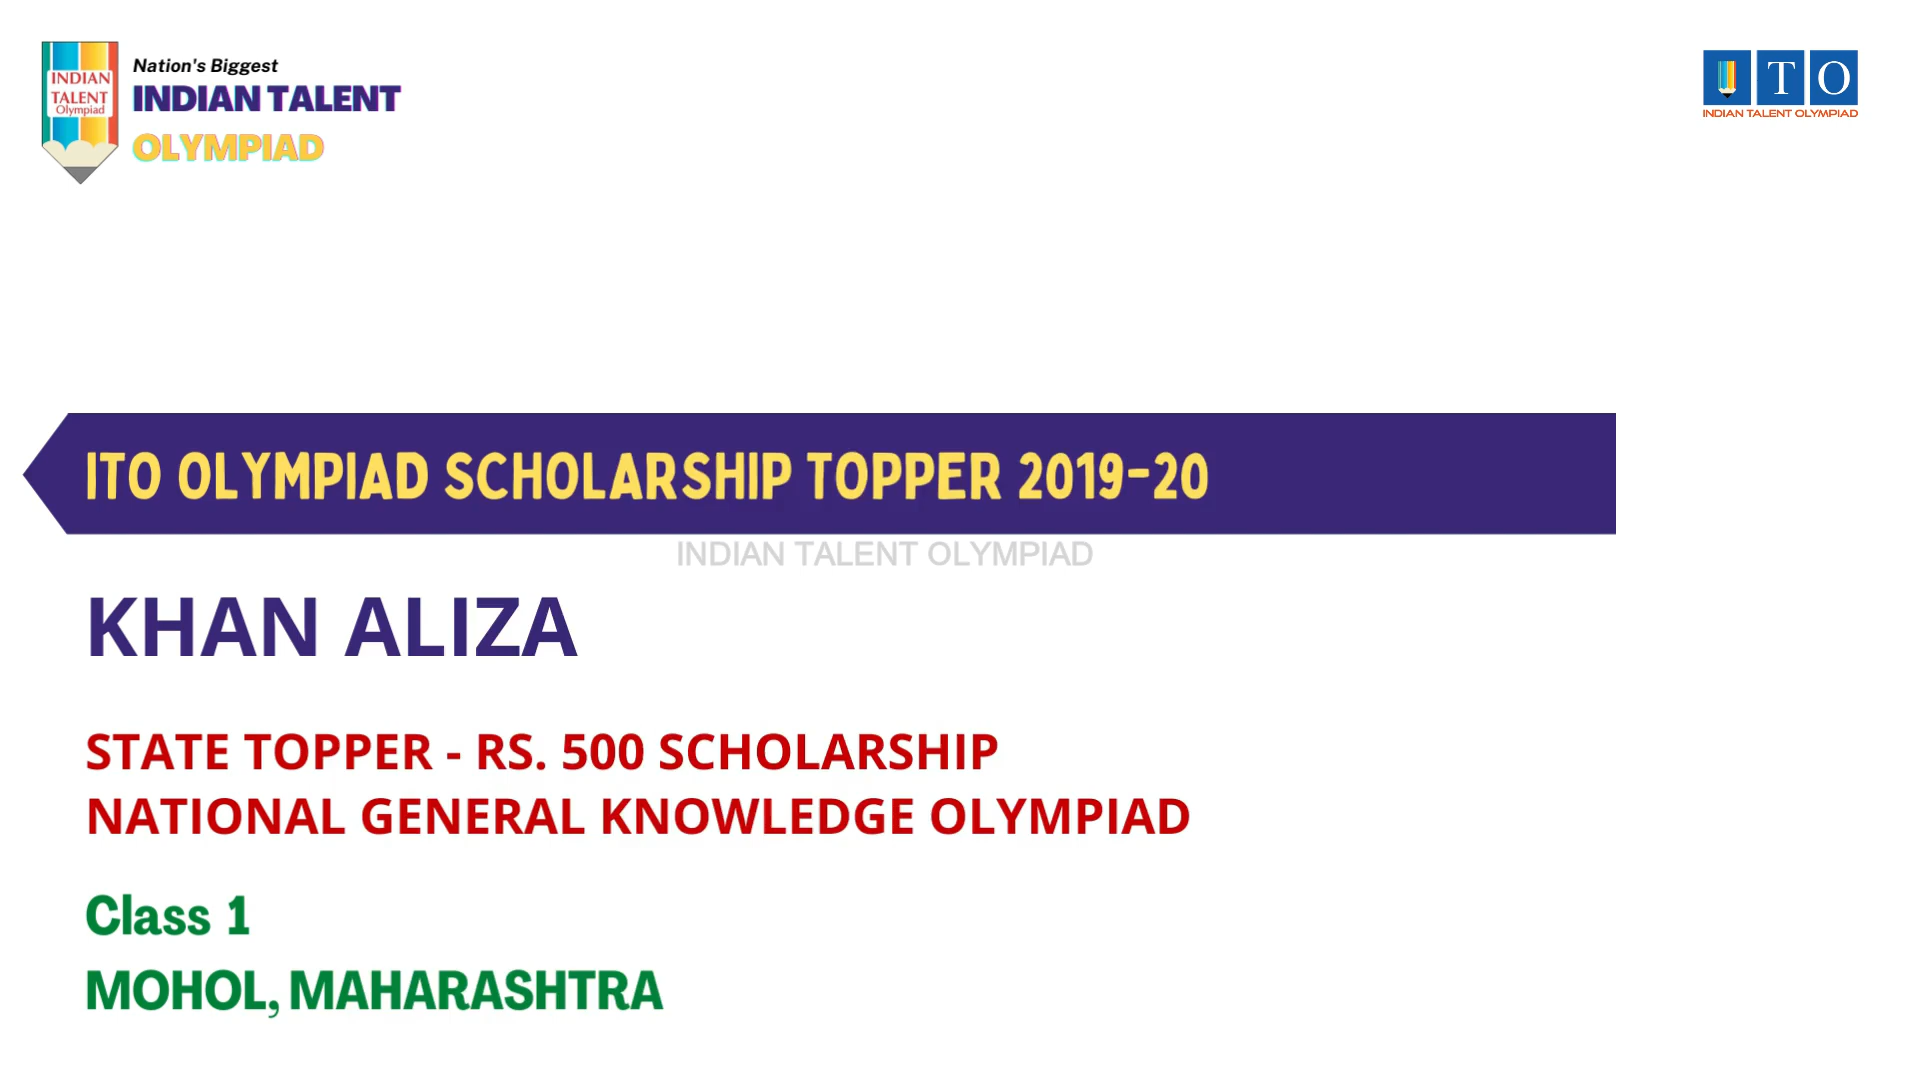 INDIAN
TALENT
Olympiad
Nation's Biggest
INDIAN TALENT
OLYMPIAD
T O
INDIAN TALENT OLYMPIAD
ITO OLYMPIAD SCHOLARSHIP TOPPER 2019-20
INDIAN TALENT OLYMPIAD
KHAN ALIZA
STATE TOPPER - RS. 500 SCHOLARSHIP
NATIONAL GENERAL KNOWLEDGE OLYMPIAD
Class 1
MOHOL, MAHARASHTRA